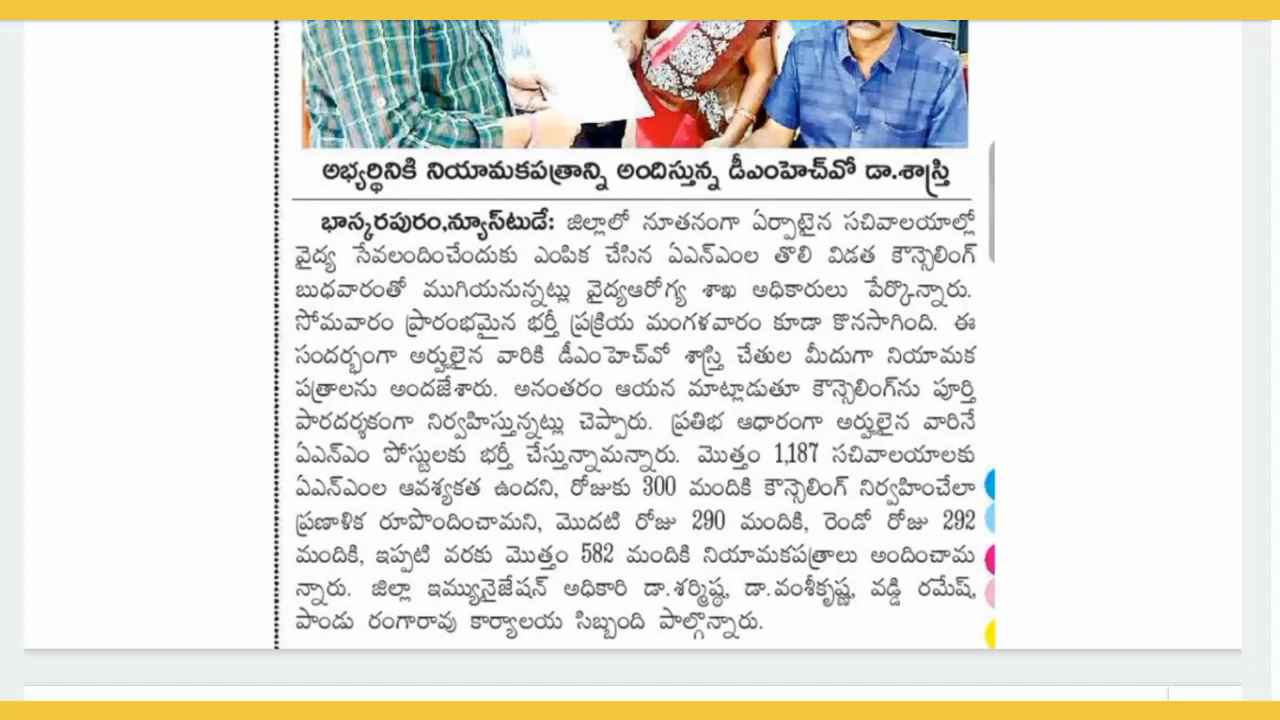 అభ్యర్థినికి నియామకపత్రాన్ని అందిస్తున్న డీఎంహెచ్‌వో డా.శాస్త్రి
భాస్కరపురం,న్యూస్‌టుడే: జిల్లాలో నూతనంగా ఏర్పాటైన సచివాలయాల్లో
వైద్య సేవలందించేందుకు ఎంపిక చేసిన ఏఎన్‌ఎంల తొలి విడత కౌన్సెలింగ్
బుధవారంతో ముగియనున్నట్లు వైద్యఆరోగ్య శాఖ అధికారులు పేర్కొన్నారు.
సోమవారం ప్రారంభమైన భర్తీ ప్రక్రియ మంగళవారం కూడా కొనసాగింది. ఈ
సందర్భంగా అర్హులైన వారికి డీఎంహెచ్‌వో శాస్త్రి చేతుల మీదుగా నియామక
పత్రాలను అందజేశారు. అనంతరం ఆయన మాట్లాడుతూ కౌన్సెలింగ్‌ను పూర్తి
పారదర్శకంగా నిర్వహిస్తున్నట్లు చెప్పారు. ప్రతిభ ఆధారంగా అర్హులైన వారినే
ఏఎన్‌ఎం పోస్టులకు భర్తీ చేస్తున్నామన్నారు. మొత్తం 1,187 సచివాలయాలకు
ఏఎన్‌ఎంల ఆవశ్యకత ఉందని, రోజుకు 300 మందికి కౌన్సెలింగ్ నిర్వహించేలా
ప్రణాళిక రూపొందించామని, మొదటి రోజు 290 మందికి, రెండో రోజు 292
మందికి, ఇప్పటి వరకు మొత్తం 582 మందికి నియామకపత్రాలు అందించామ
న్నారు. జిల్లా ఇమ్యునైజేషన్ అధికారి డా.శర్మిష్ఠ, డా.వంశీకృష్ణ, వడ్డి రమేష్,
పాండు రంగారావు కార్యాలయ సిబ్బంది పాల్గొన్నారు.